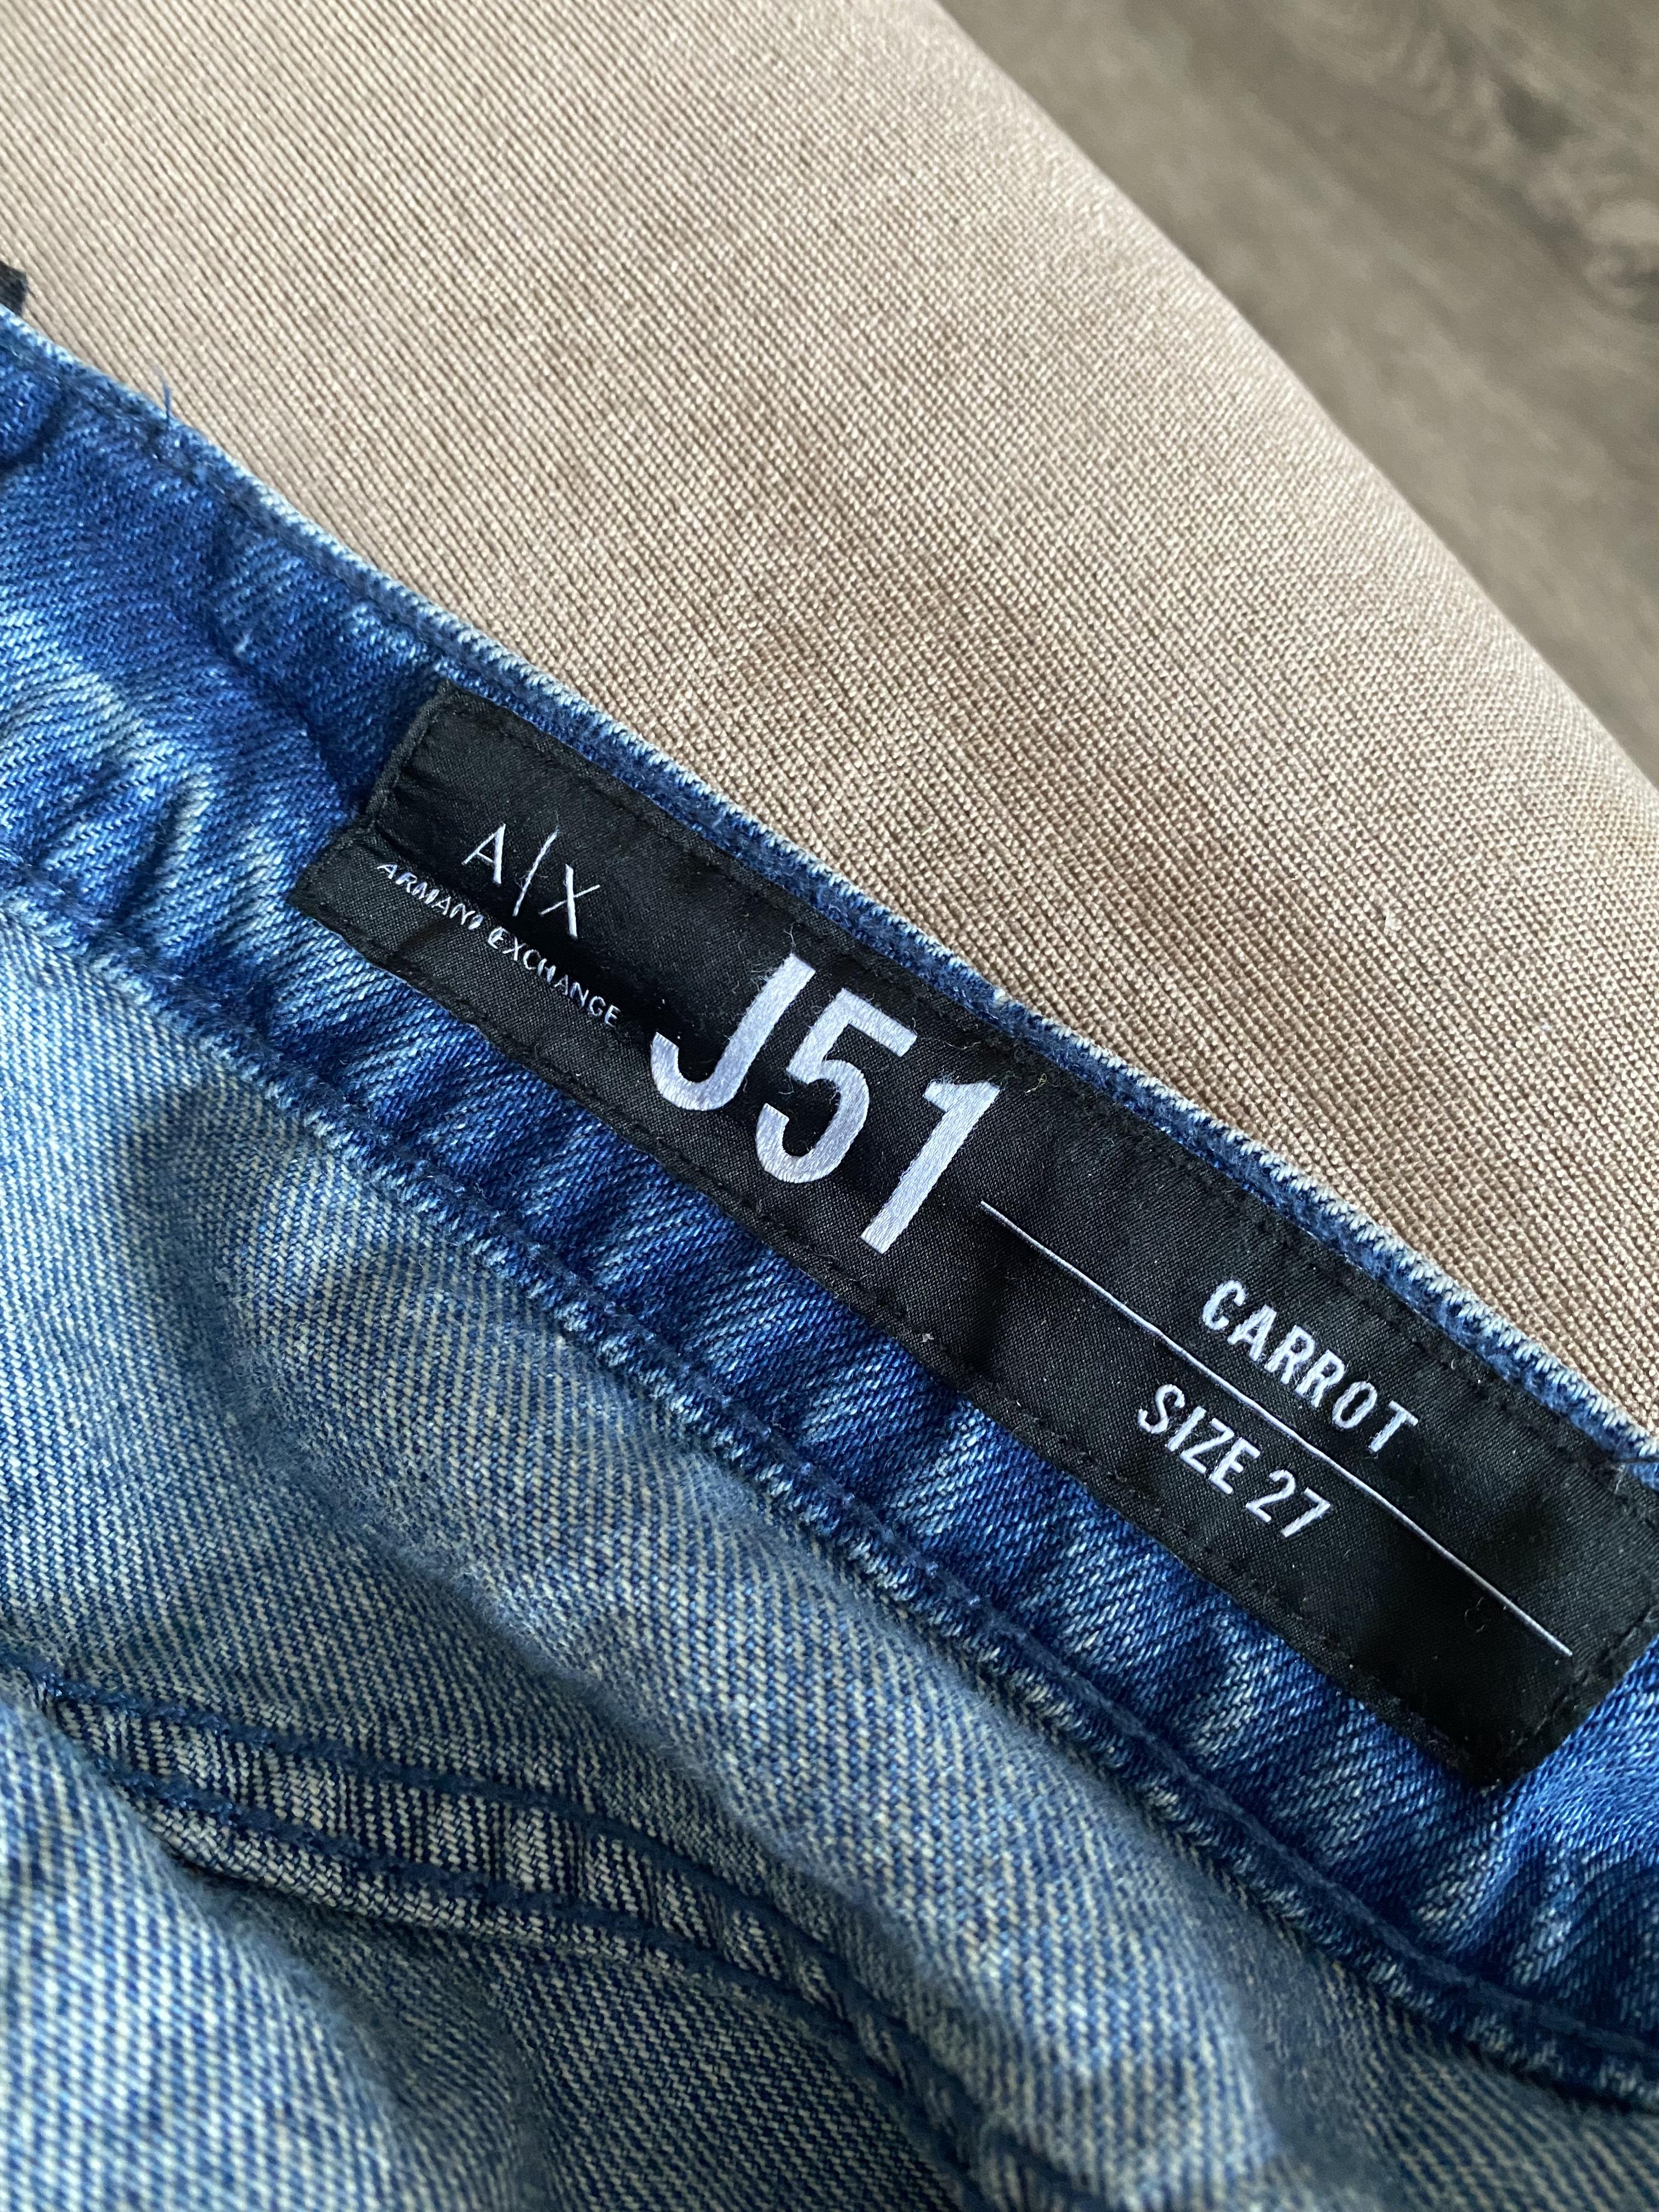 A|X
ARMANI EXCHANGE
J51
CARROT
SIZE 27